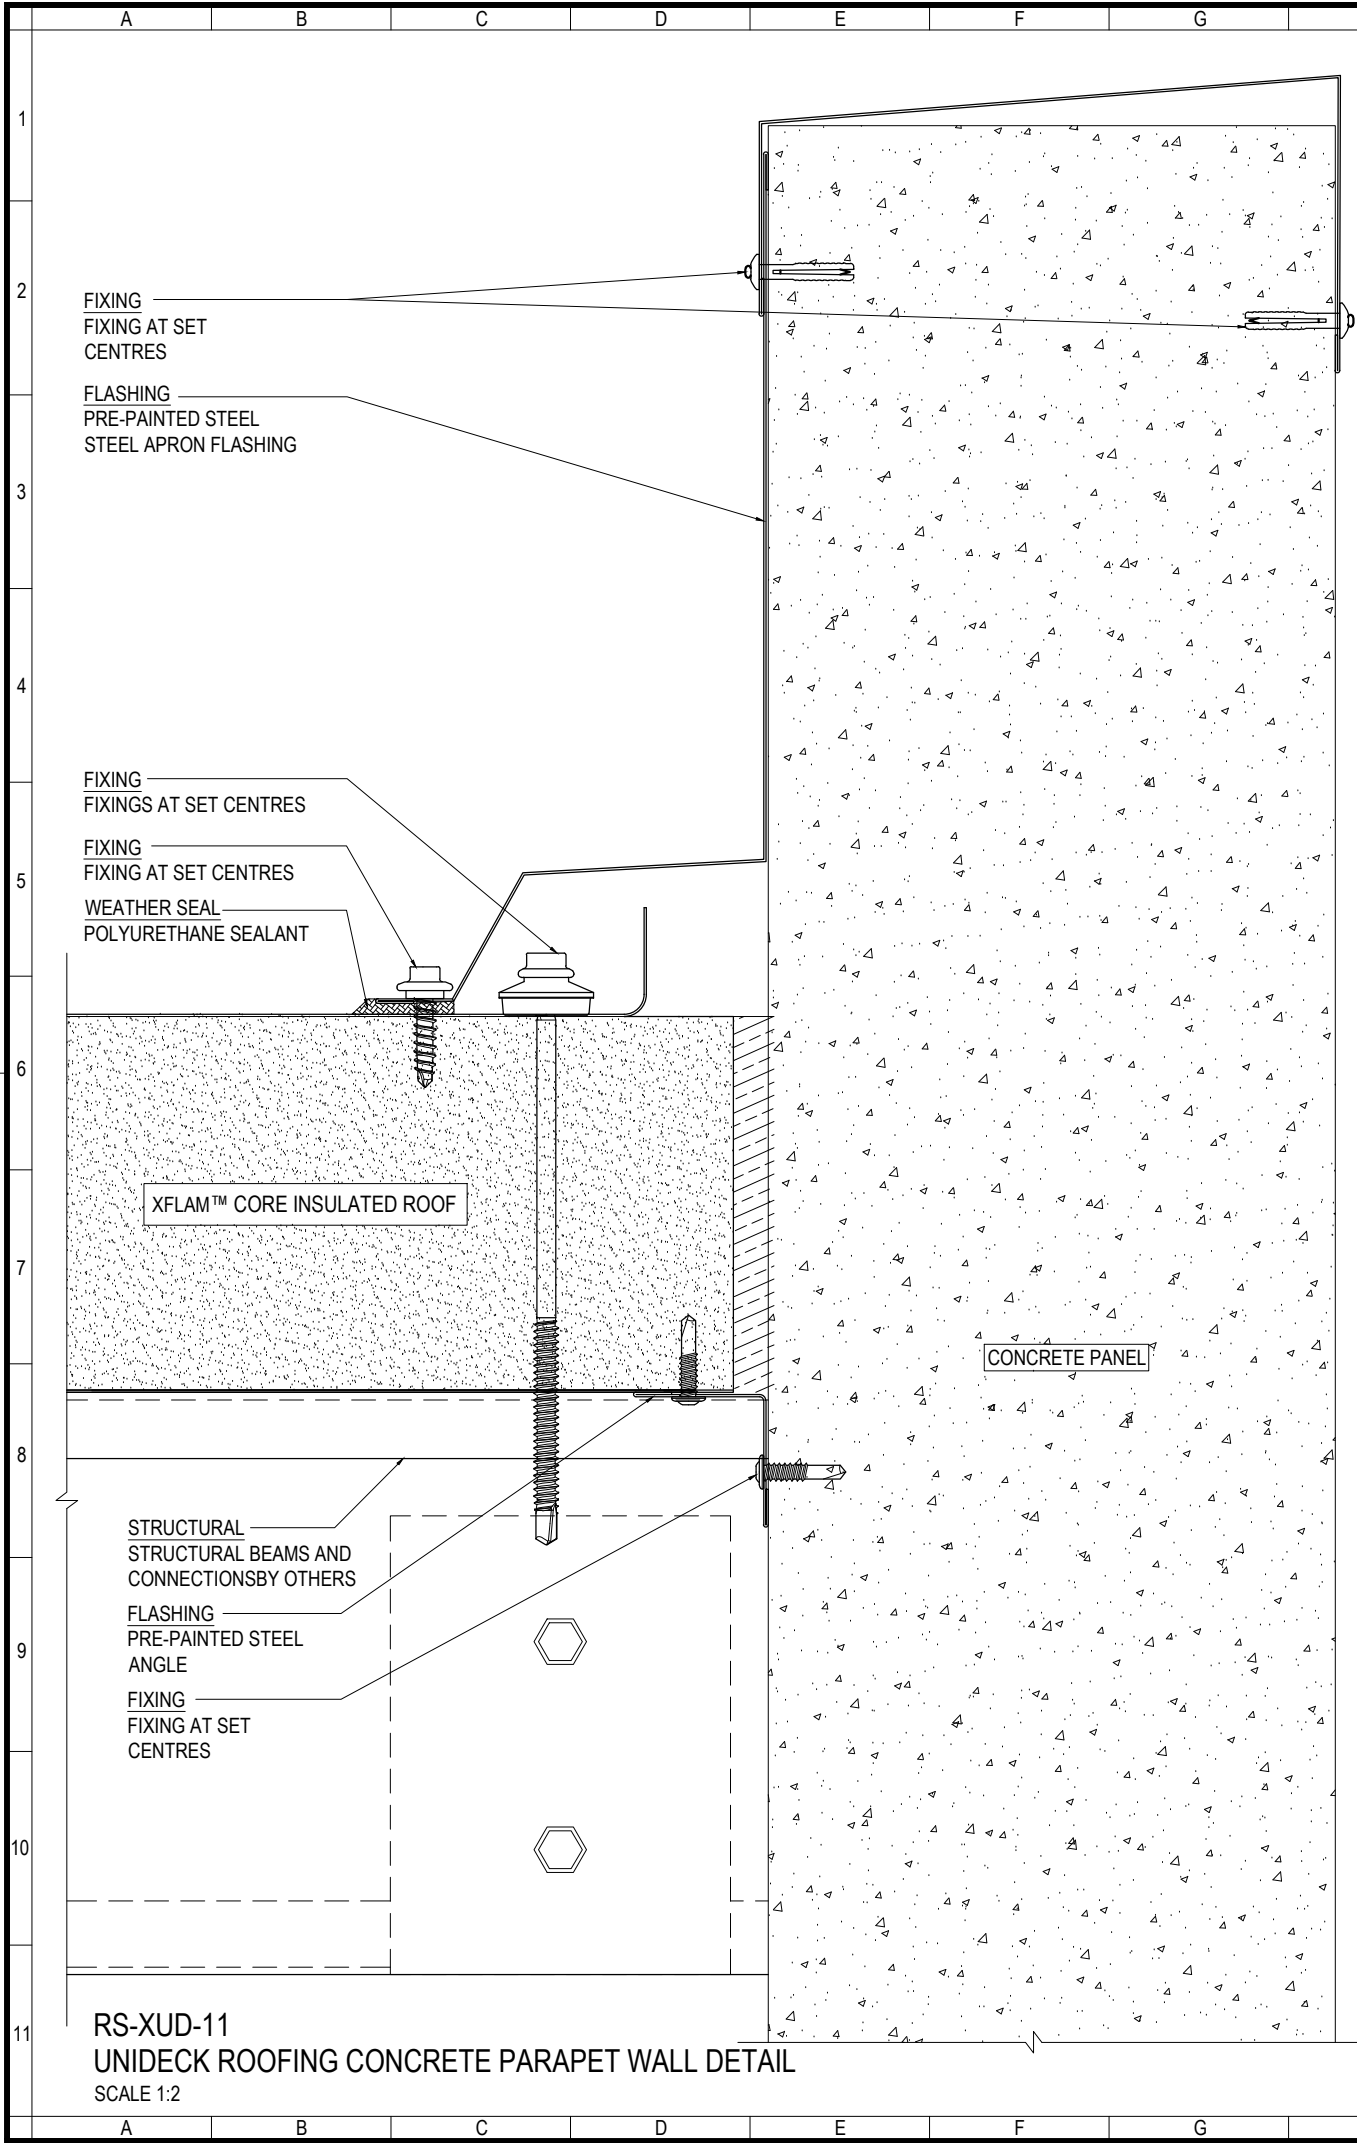 A B C D E F G
1
2
FIXING
FIXING AT SET
CENTRES
FLASHING
PRE-PAINTED STEEL
STEEL APRON FLASHING
3
4
FIXING
FIXINGS AT SET CENTRES
FIXING
FIXING AT SET CENTRES
5
WEATHER SEAL
POLYURETHANE SEALANT
6
XFLAM™ CORE INSULATED ROOF
7
CONCRETE PANEL
8
STRUCTURAL
STRUCTURAL BEAMS AND
CONNECTIONSBY OTHERS
FLASHING
PRE-PAINTED STEEL
ANGLE
9
FIXING
FIXING AT SET
CENTRES
10
11
RS-XUD-11
UNIDECK ROOFING CONCRETE PARAPET WALL DETAIL
SCALE 1:2
A B C D E F G